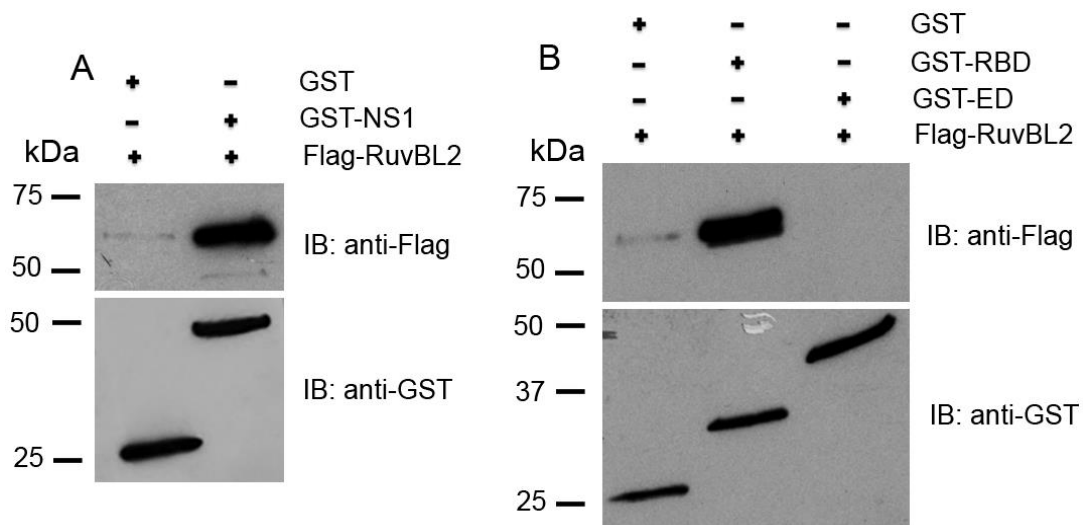 A
+ - GST
- + GST-NS1
kDa + + Flag-RuvBL2
75
IB: anti-Flag
50
50
IB: anti-GST
25
B
+ - - GST
- + - GST-RBD
- - + GST-ED
kDa + + + Flag-RuvBL2
75
IB: anti-Flag
50
50
37
IB: anti-GST
25